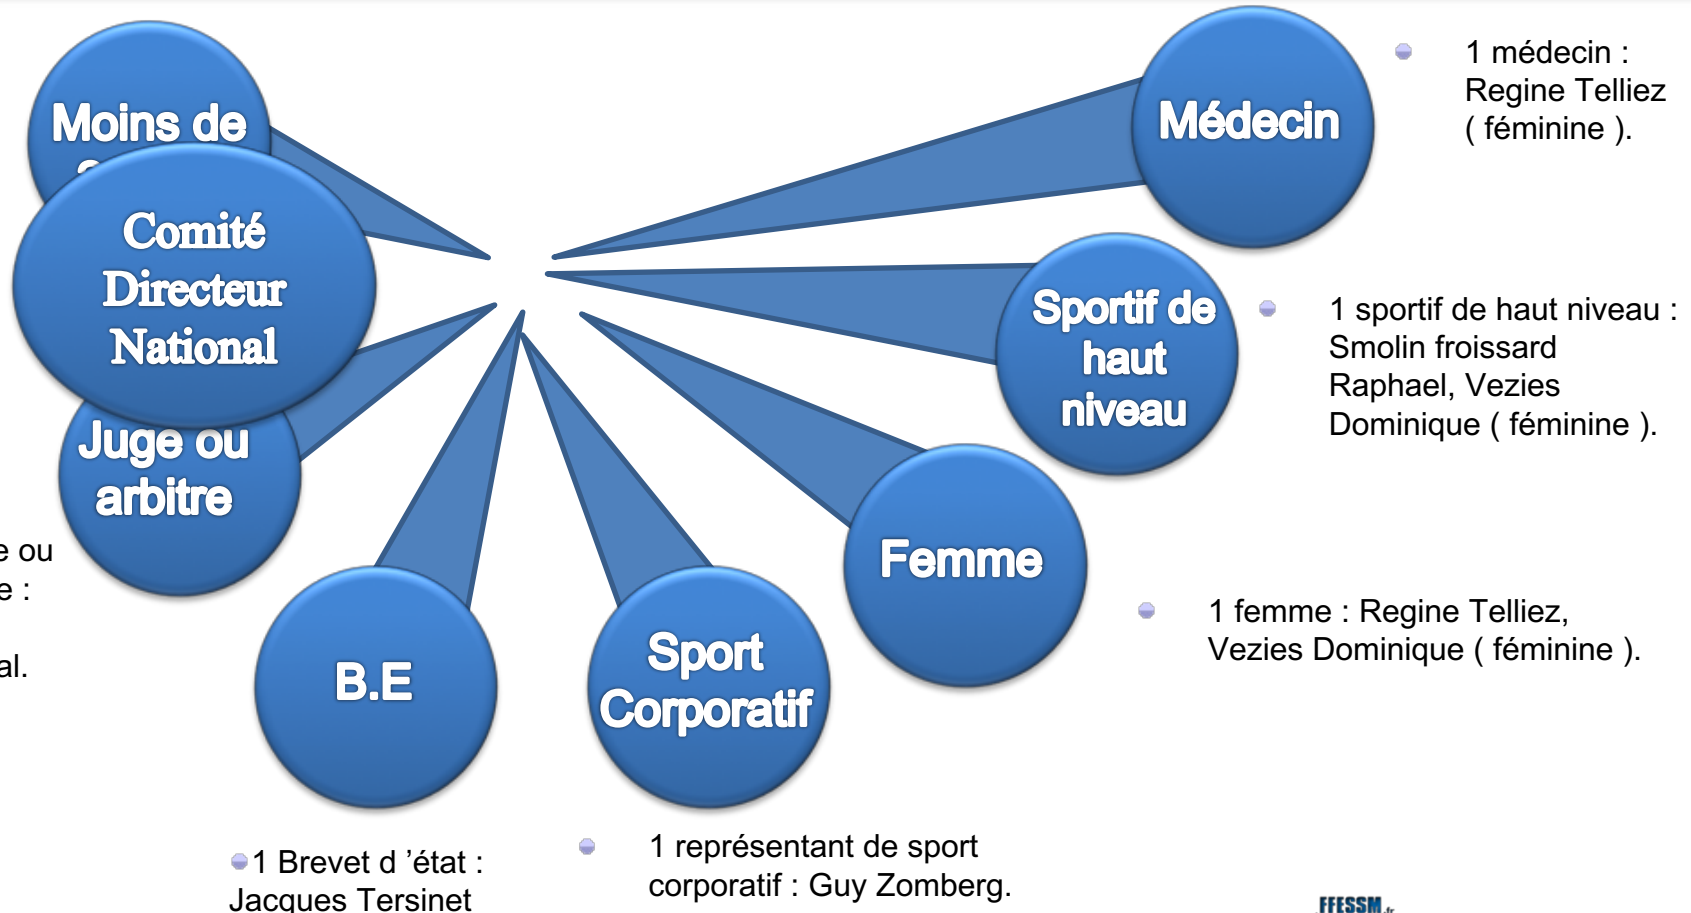 Moins de
Comité
Directeur
National
Juge ou
arbitre
e ou
e :
al.
B.E
Sport
Corporatif
Femme
Sportif de
haut
niveau
Médecin
1 médecin :
Regine Telliez
( féminine ).
1 sportif de haut niveau :
Smolin froissard
Raphael, Vezies
Dominique ( féminine ).
1 femme : Regine Telliez,
Vezies Dominique ( féminine ).
1 représentant de sport
corporatif : Guy Zomberg.
1 Brevet d ’état :
Jacques Tersinet
FFESSM.fr